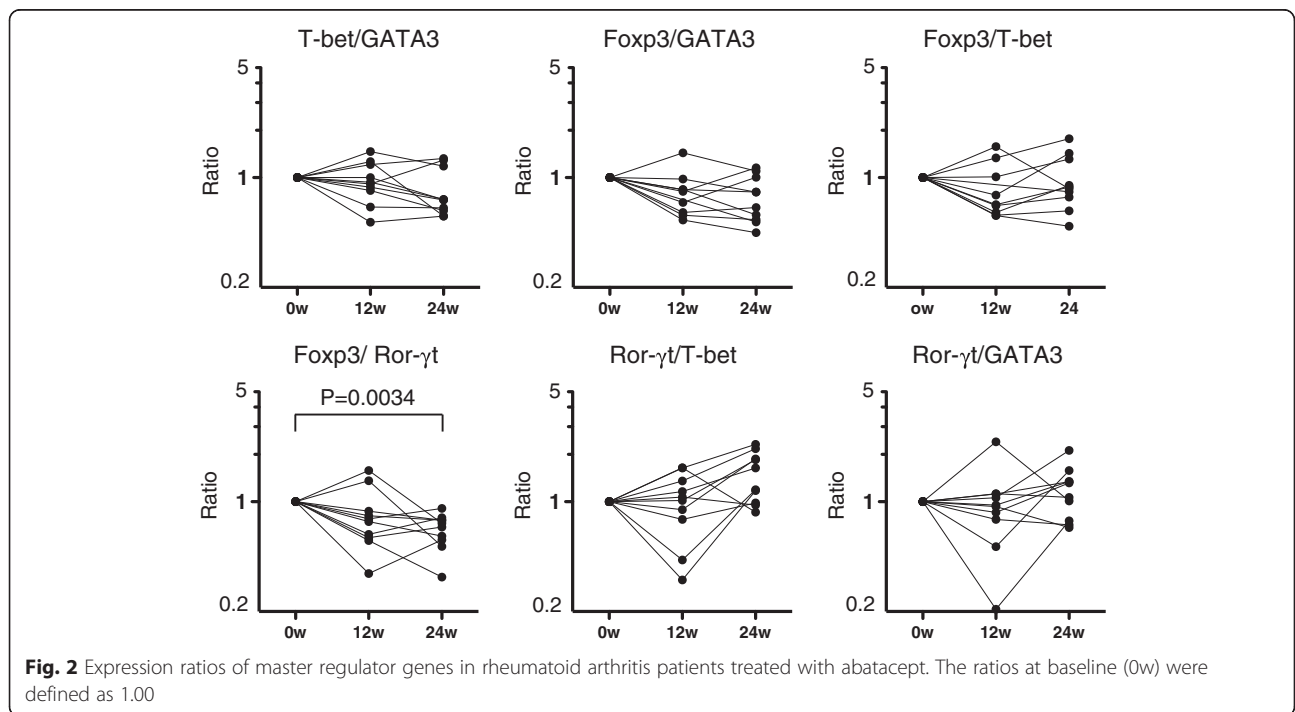 T-bet/GATA3
5
Ratio
1
0.2
0w 12w 24w
Foxp3/GATA3
5
Ratio
1
0.2
0w 12w 24w
Foxp3/T-bet
5
Ratio
1
0.2
ow 12w 24
Foxp3/ Ror-γt
P=0.0034
5
Ratio
1
0.2
0w 12w 24w
Ror-γt/T-bet
5
Ratio
1
0.2
0w 12w 24w
Ror-γt/GATA3
5
Ratio
1
0.2
0w 12w 24w
Fig. 2 Expression ratios of master regulator genes in rheumatoid arthritis patients treated with abatacept. The ratios at baseline (0w) were
defined as 1.00